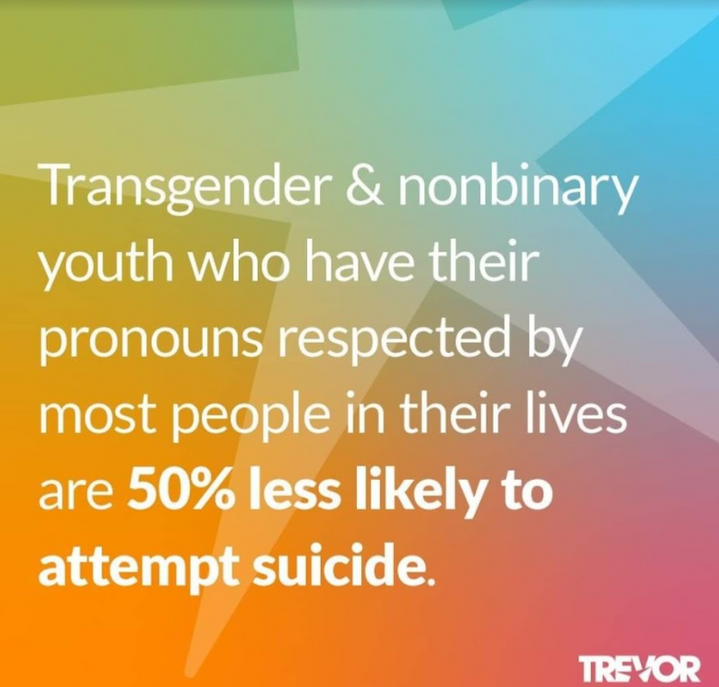 Transgender & nonbinary
youth who have their
pronouns respected by
most people in their lives
are 50% less likely to
attempt suicide.
TREVOR